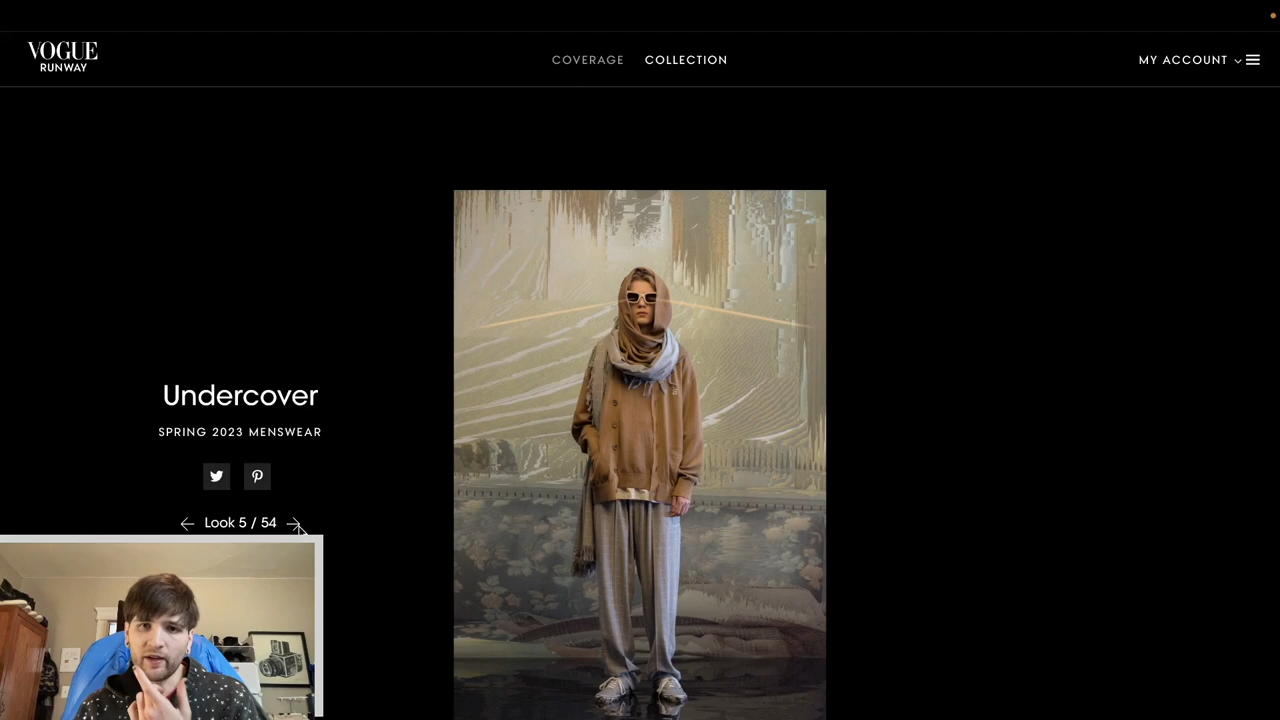 VOGUE
RUNWAY
COVERAGE COLLECTION
MY ACCOUNT
Undercover
SPRING 2023 MENSWEAR
Look 5 / 54